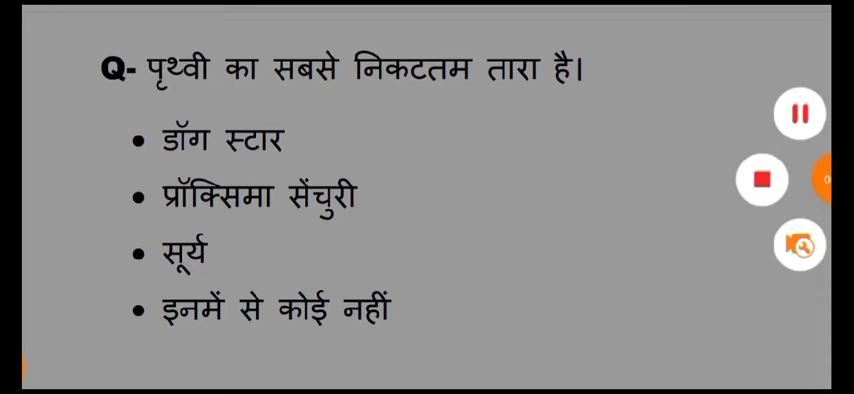 Q- पृथ्वी का सबसे निकटतम तारा है।
• डॉग स्टार
• प्रॉक्सिमा सेंचुरी
• सूर्य
• इनमें से कोई नहीं